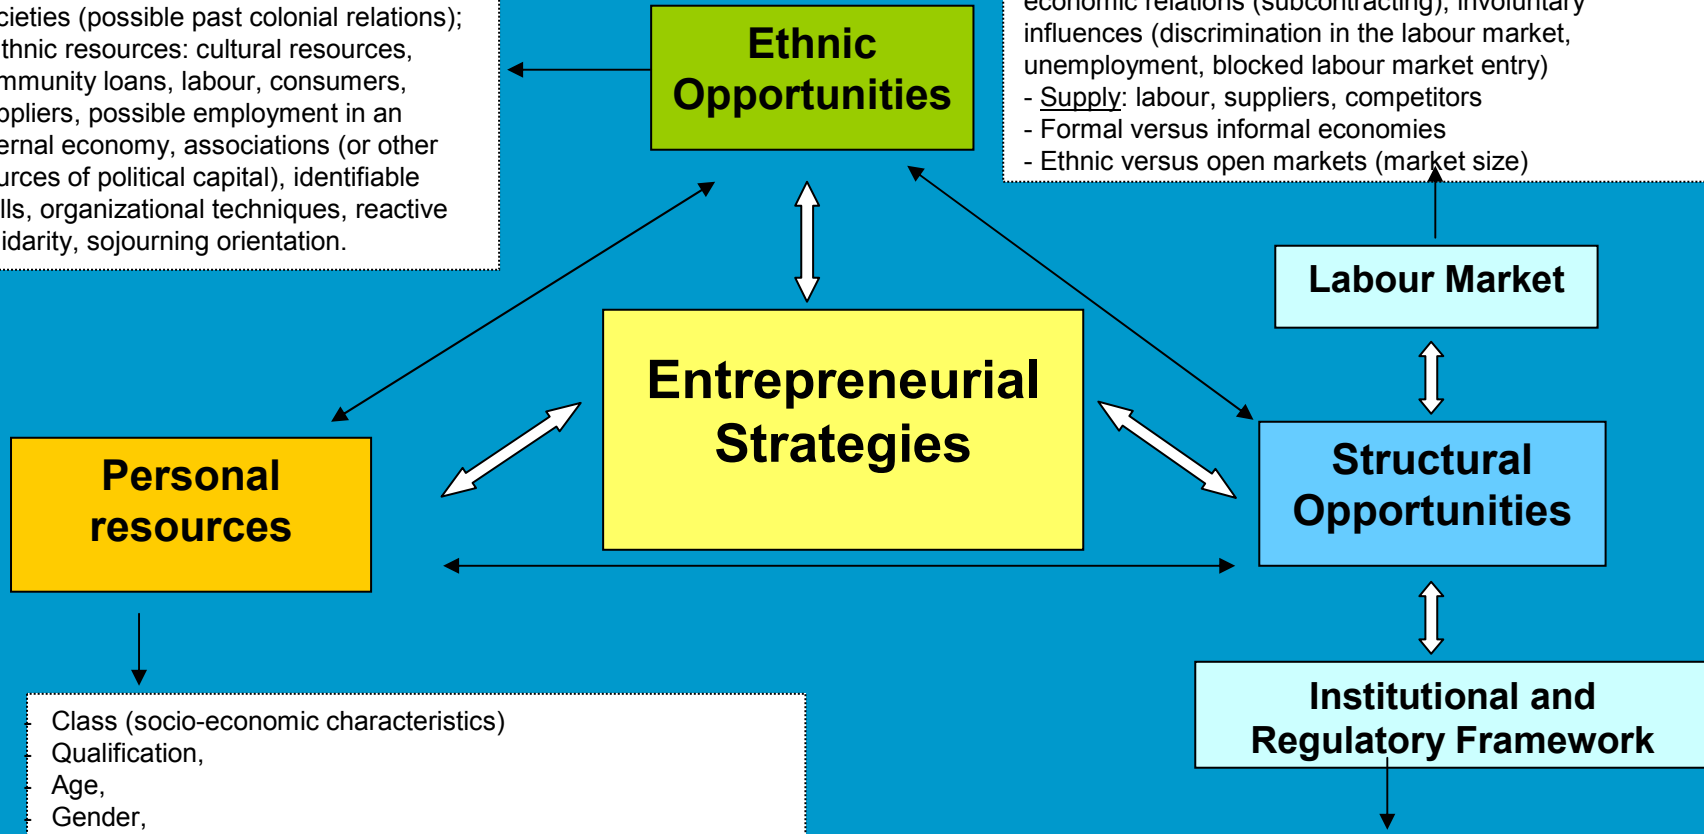 cieties (possible past colonial relations);
thnic resources: cultural resources,
mmunity loans, labour, consumers,
ppliers, possible employment in an
ernal economy, associations (or other
urces of political capital), identifiable
lls, organizational techniques, reactive
idarity, sojourning orientation.
Ethnic
Opportunities
economic relations (subcontracting), involuntary
influences (discrimination in the labour market,
unemployment, blocked labour market entry)
- Supply: labour, suppliers, competitors
- Formal versus informal economies
- Ethnic versus open markets (market size)
Labour Market
Entrepreneurial
Strategies
Personal
resources
Structural
Opportunities
Institutional and
Regulatory Framework
- Class (socio-economic characteristics)
- Qualification,
- Age,
- Gender,